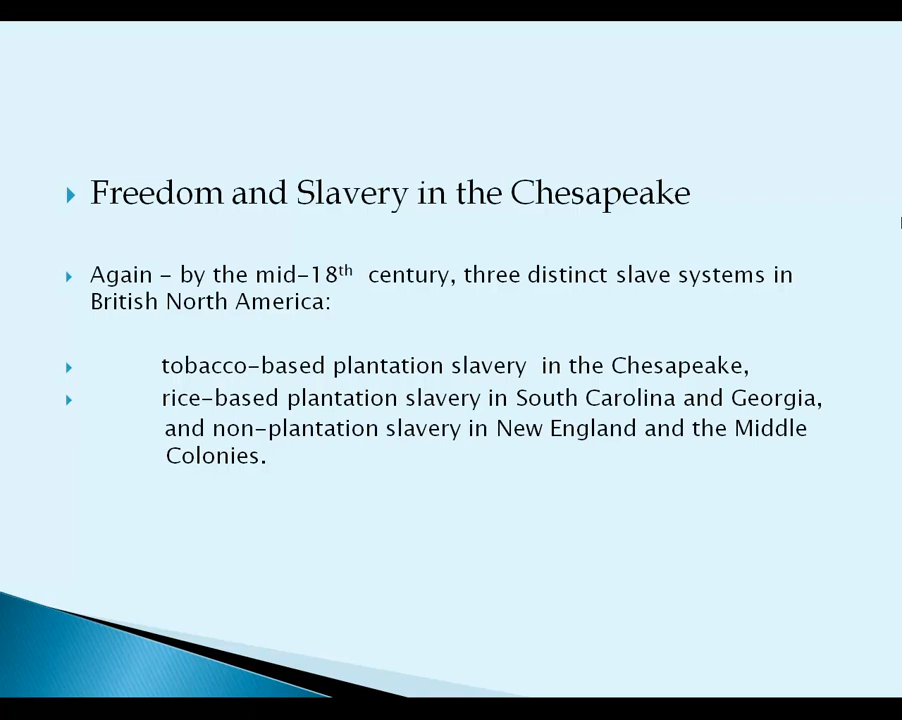 Freedom and Slavery in the Chesapeake
Again – by the mid-18th century, three distinct slave systems in
British North America:
tobacco-based plantation slavery in the Chesapeake,
rice-based plantation slavery in South Carolina and Georgia,
and non-plantation slavery in New England and the Middle
Colonies.